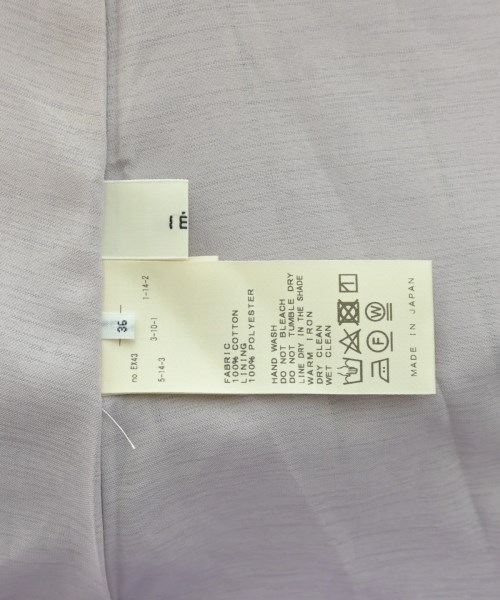 36
no. EX43
5-14-3
3-10-1
1-14-2
FABRIC
100% COTTON
LINING
100% POLYESTER
HAND WASH
DO NOT BLEACH
DO NOT TUMBLE DRY
LINE DRY IN THE SHADE
WARM IRON
DRY CLEAN
WET CLEAN
F W
MADE IN JAPAN